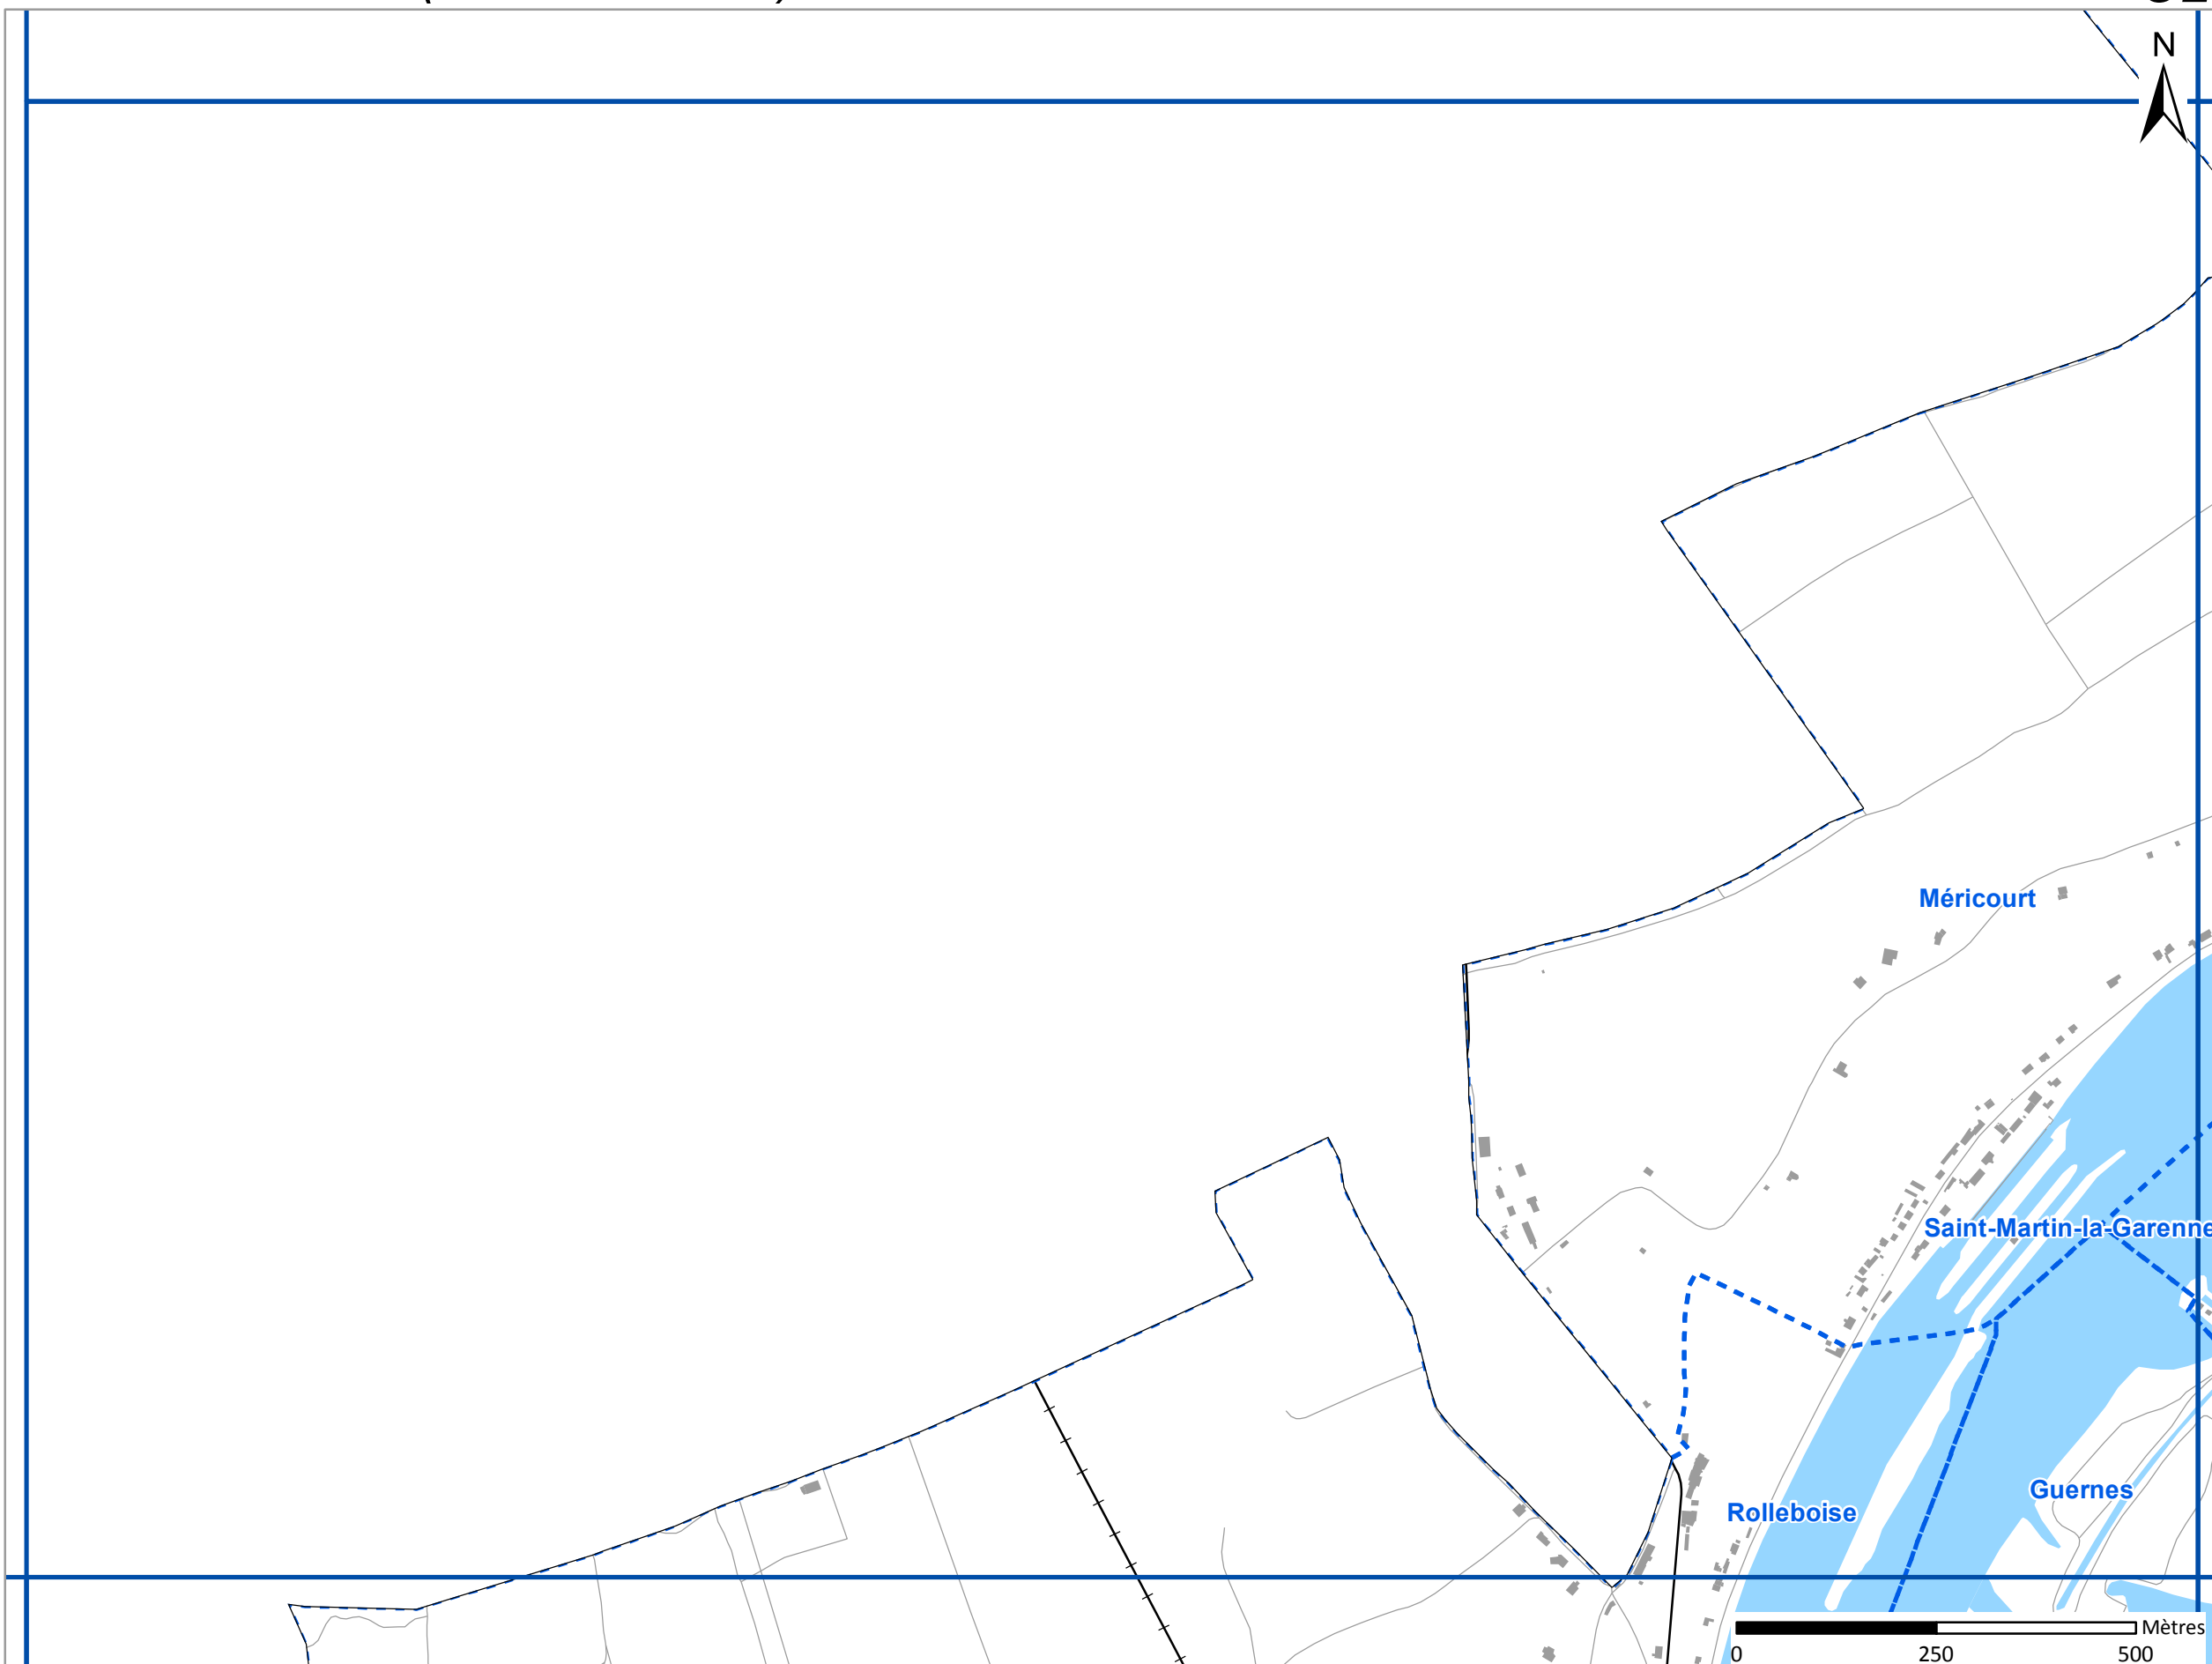 N
Méricourt
Saint-Martin-la-Garenne
Guernes
Rolleboise
Mètres
0 250 500